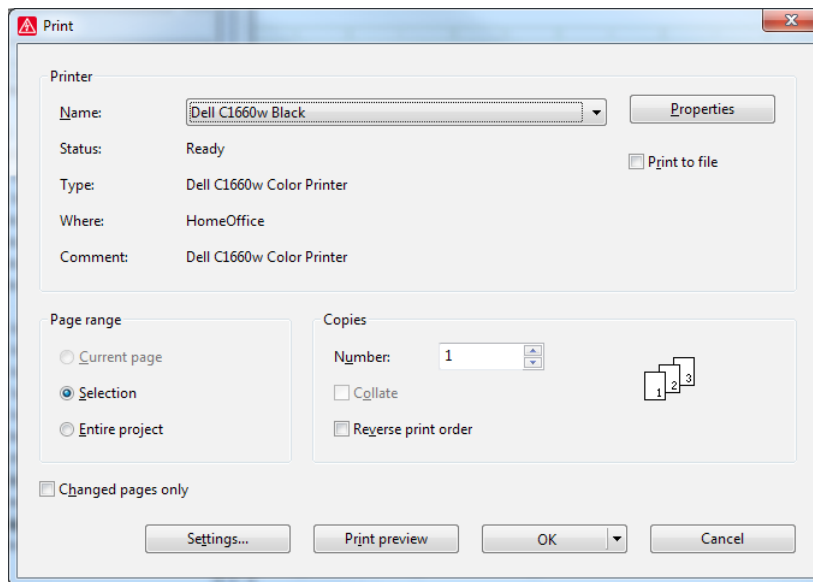 Print
Printer
Name:
Dell C1660w Black
Properties
Status:
Ready
Print to file
Type:
Dell C1660w Color Printer
Where:
HomeOffice
Comment:
Dell C1660w Color Printer
Page range
Current page
Selection
Entire project
Copies
Number:
1
Collate
Reverse print order
1
2
3
Changed pages only
Settings...
Print preview
OK
Cancel